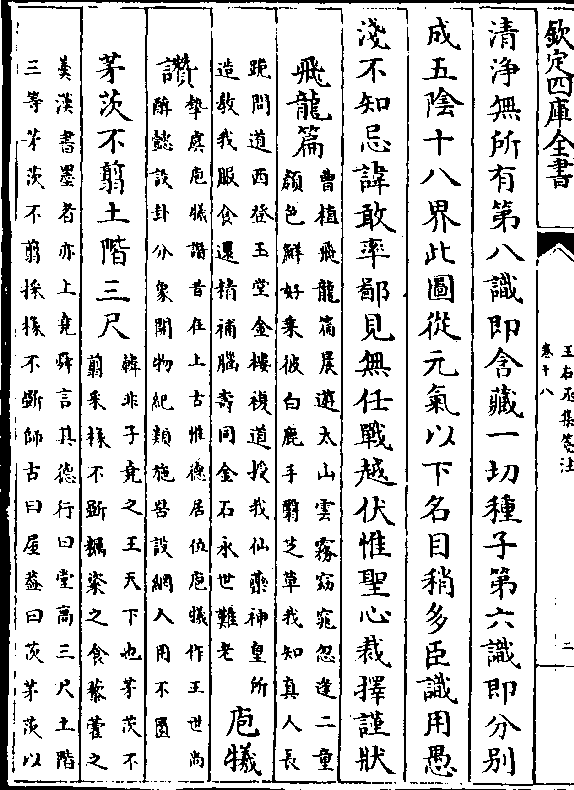 欽定四庫全書
王右丞集箋注
卷十八
二
清淨無所有第八識即含藏一切種子第六識即分別
成五陰十八界此圖從元氣以下名目稍多臣識用愚
淺不知忌諱敢率鄙見無任戰越伏惟聖心裁擇謹狀
飛龍篇
曹植飛龍篇晨遊太山雲霧窈窕忽逢二童
顔色鮮好乘彼白鹿手翳芝草我知真人長
跪問道西登玉堂金樓複道授我仙藥神皇所
造教我服食還精補腦壽同金石永世難老
庖犧
讚
摯虞庖犧讚昔在上古惟德居位庖犧作王世尚
醇懿設卦分象開物紀類施罟設網人用不匱
茅茨不翦土階三尺
韓非子堯之王天下也茅茨不
翦采椽不斲糲粢之食藜藿之
羮漢書墨者亦上堯舜言其德行曰堂高三尺土階
三等茅茨不翦採椽不斲師古曰屋葢曰茨茅茨以